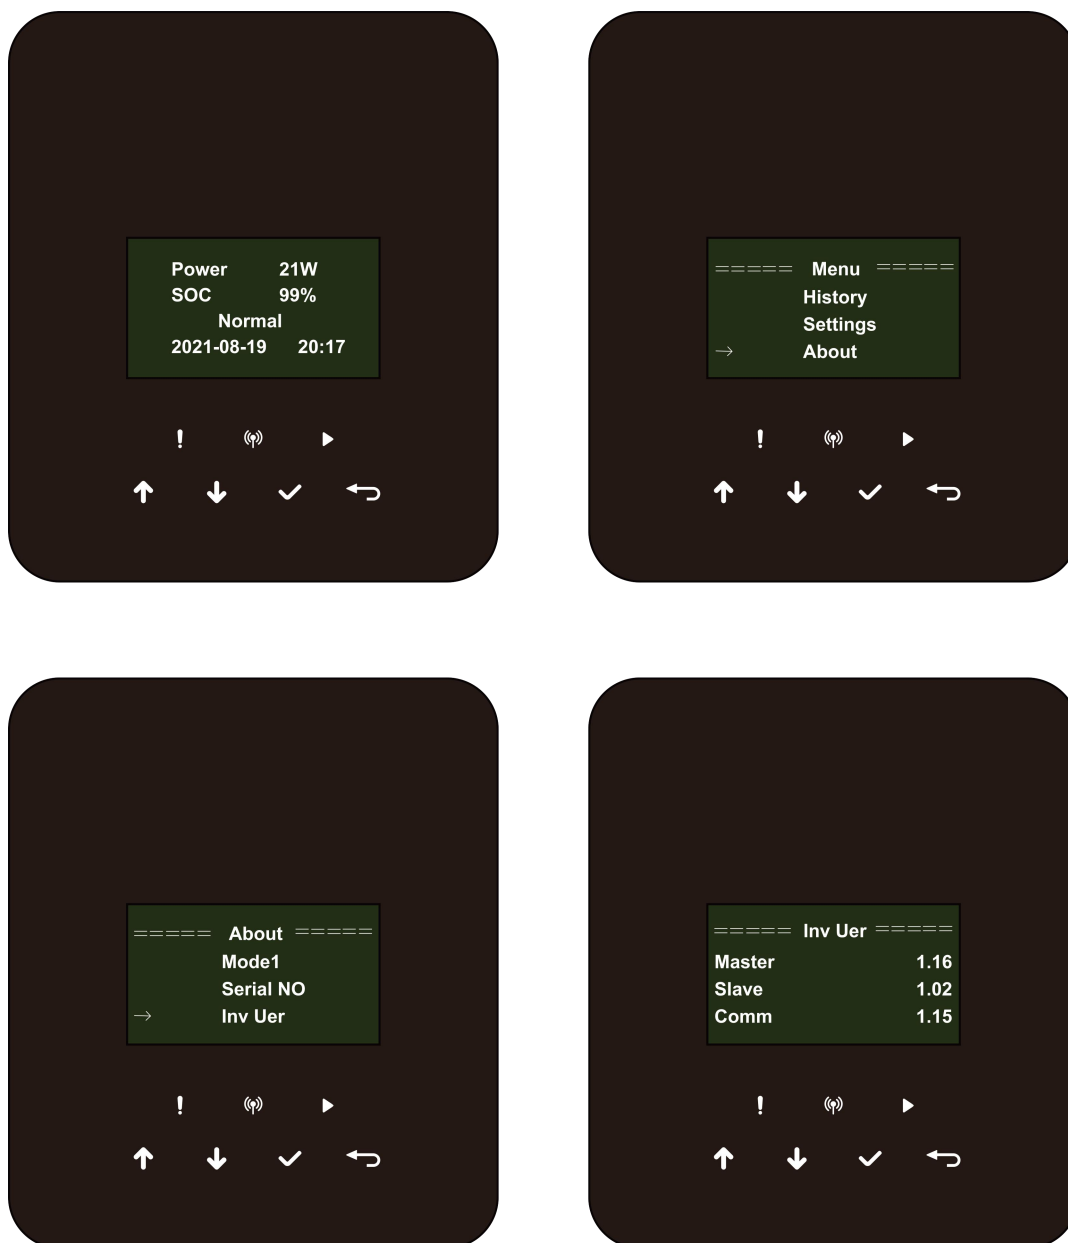 Power 21W
SOC 99%
Normal
2021-08-19 20:17
===== Menu =====
History
Settings
→ About
===== About =====
Mode1
Serial NO
→ Inv Uer
===== Inv Uer =====
Master 1.16
Slave 1.02
Comm 1.15